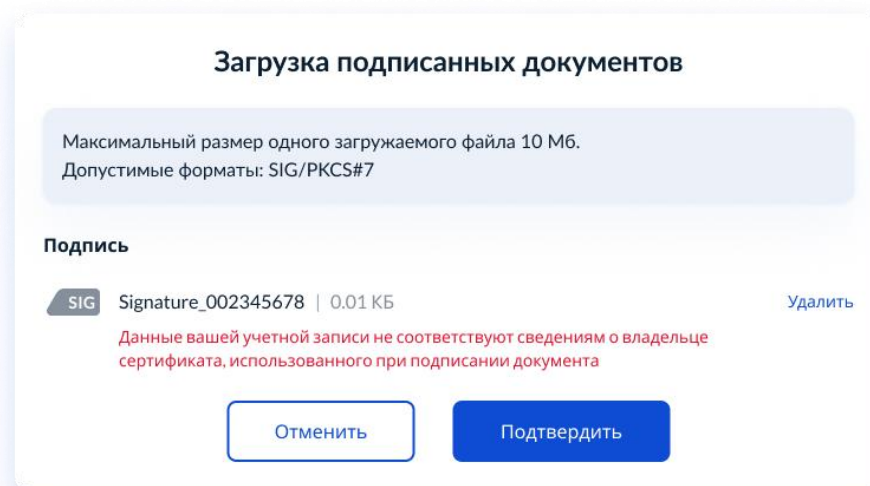 Загрузка подписанных документов
Максимальный размер одного загружаемого файла 10 Мб.
Допустимые форматы: SIG/PKCS#7
Подпись
SIG Signature_002345678 | 0.01 КБ Удалить
Данные вашей учетной записи не соответствуют сведениям о владельце
сертификата, использованного при подписании документа
Отменить Подтвердить